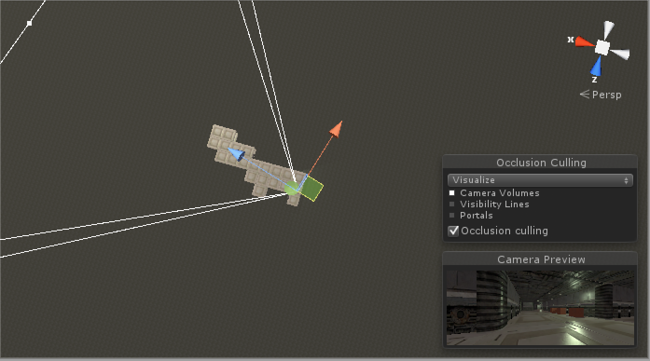 x
z
Persp
Occlusion Culling
Visualize
Camera Volumes
Visibility Lines
Portals
Occlusion culling
Camera Preview